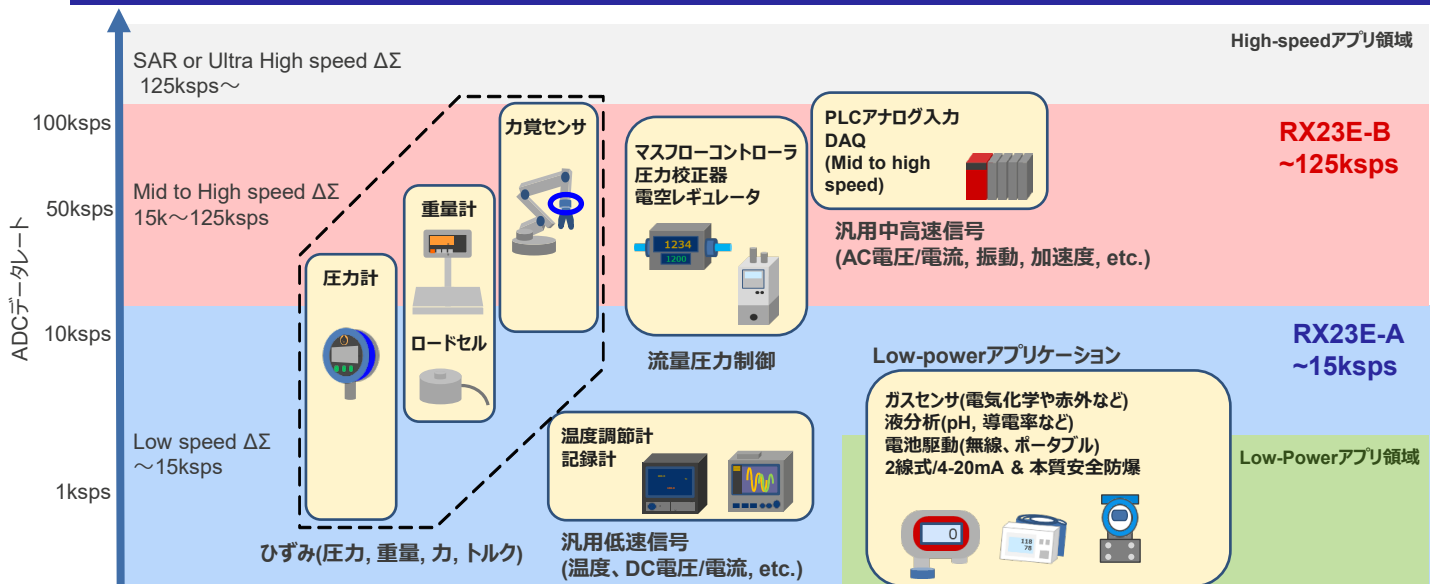 High-speedアプリ領域
SAR or Ultra High speed ΔΣ
125ksps～
ADCデータレート
100ksps
50ksps
10ksps
1ksps
Mid to High speed ΔΣ
15k～125ksps
Low speed ΔΣ
～15ksps
圧力計
重量計
ロードセル
力覚センサ
ひずみ(圧力, 重量, 力, トルク)
マスフローコントローラ
圧力校正器
電空レギュレータ
1234
1200
流量圧力制御
PLCアナログ入力
DAQ
(Mid to high
speed)
汎用中高速信号
(AC電圧/電流, 振動, 加速度, etc.)
RX23E-B
~125ksps
RX23E-A
~15ksps
温度調節計
記録計
汎用低速信号
(温度、DC電圧/電流, etc.)
Low-powerアプリケーション
ガスセンサ(電気化学や赤外など)
液分析(pH, 導電率など)
電池駆動(無線、ポータブル)
2線式/4-20mA & 本質安全防爆
0
118
78
Low-Powerアプリ領域